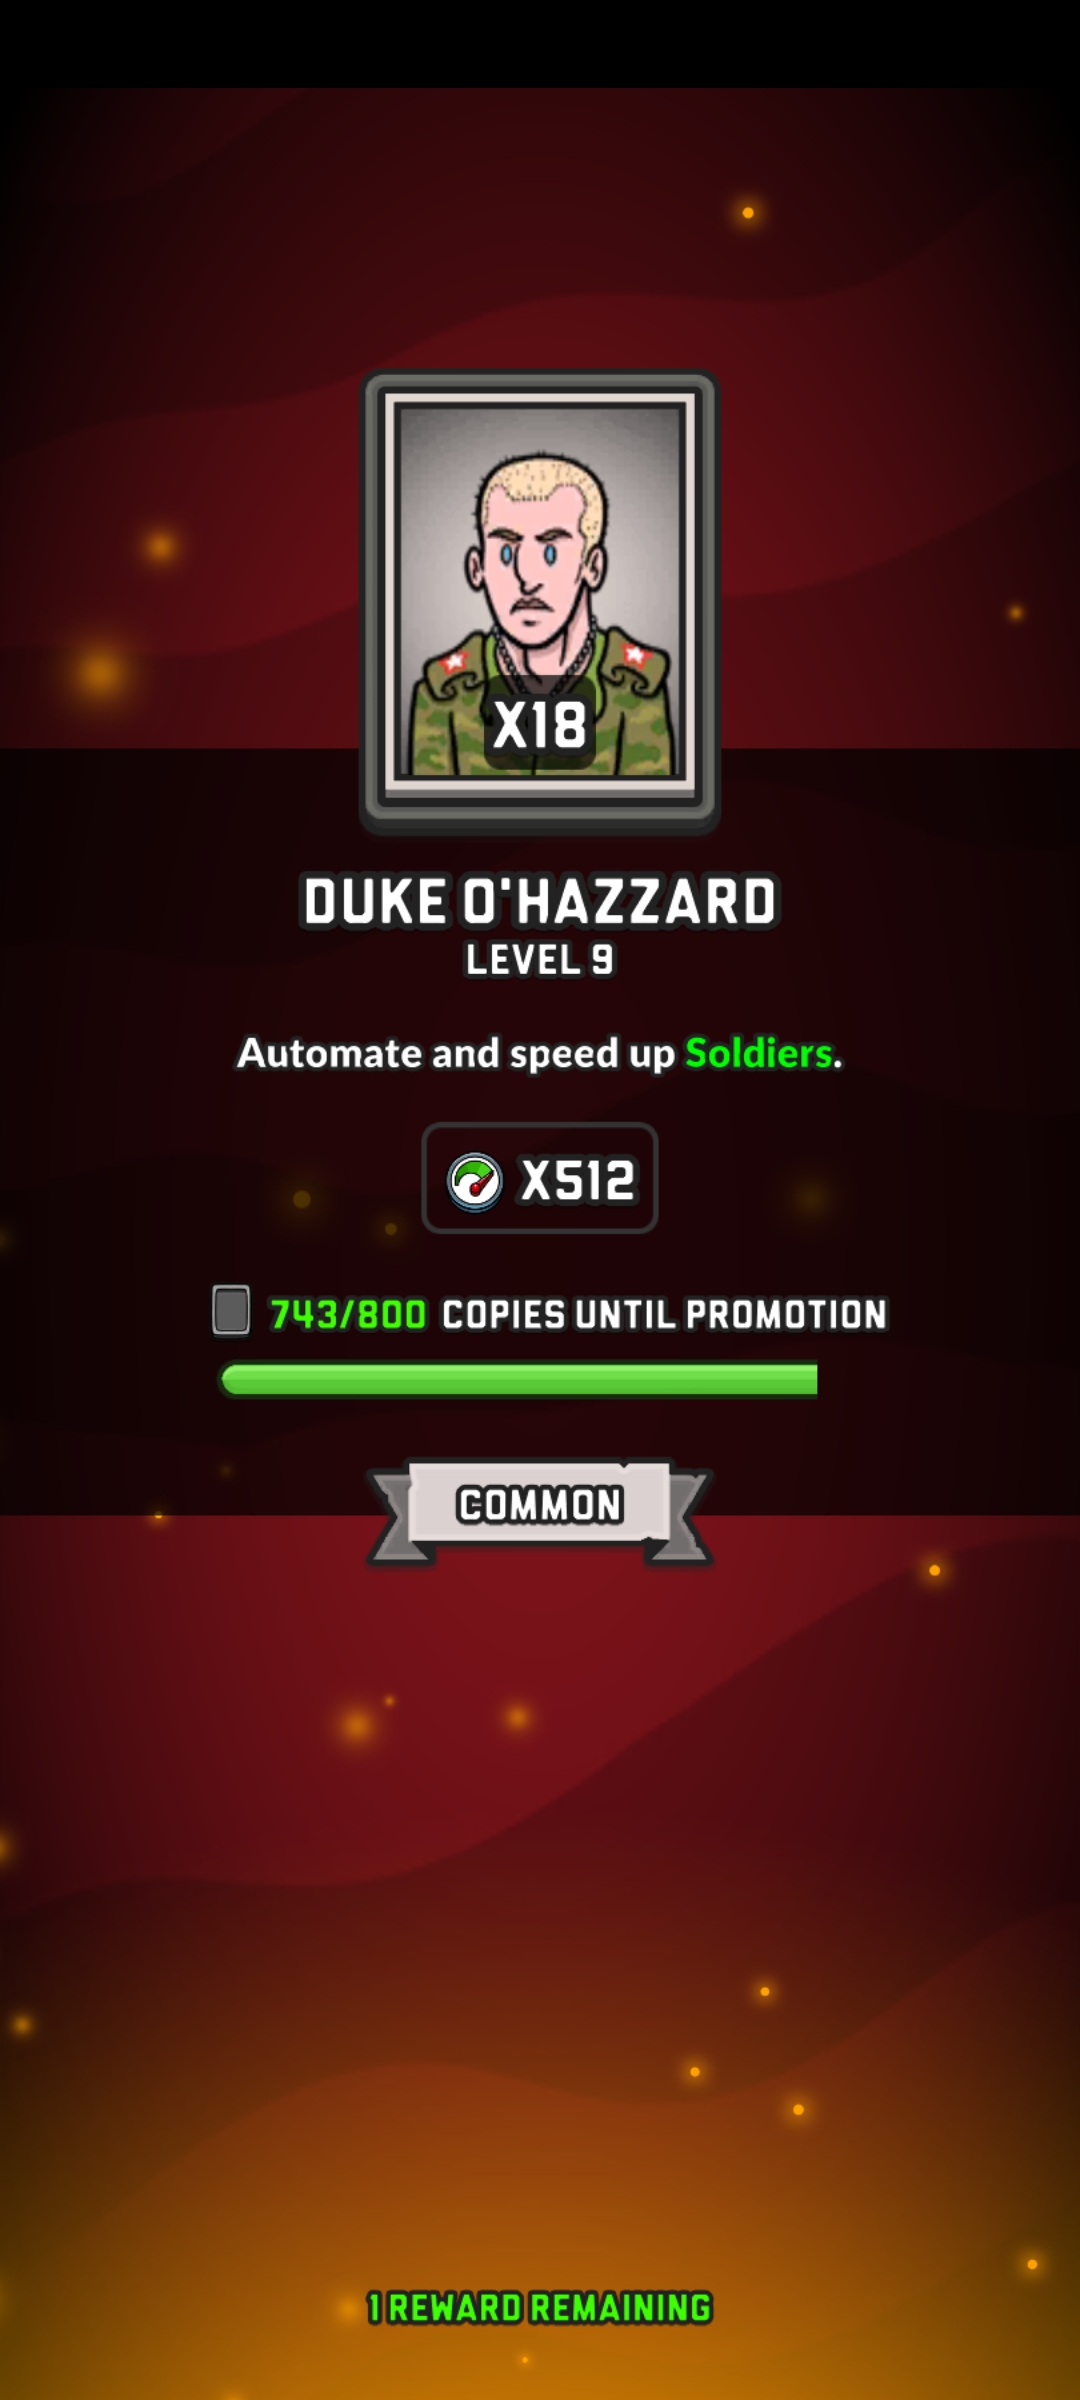 X18
DUKE O'HAZZARD
LEVEL 9
Automate and speed up Soldiers.
X512
743/800 COPIES UNTIL PROMOTION
COMMON
1 REWARD REMAINING